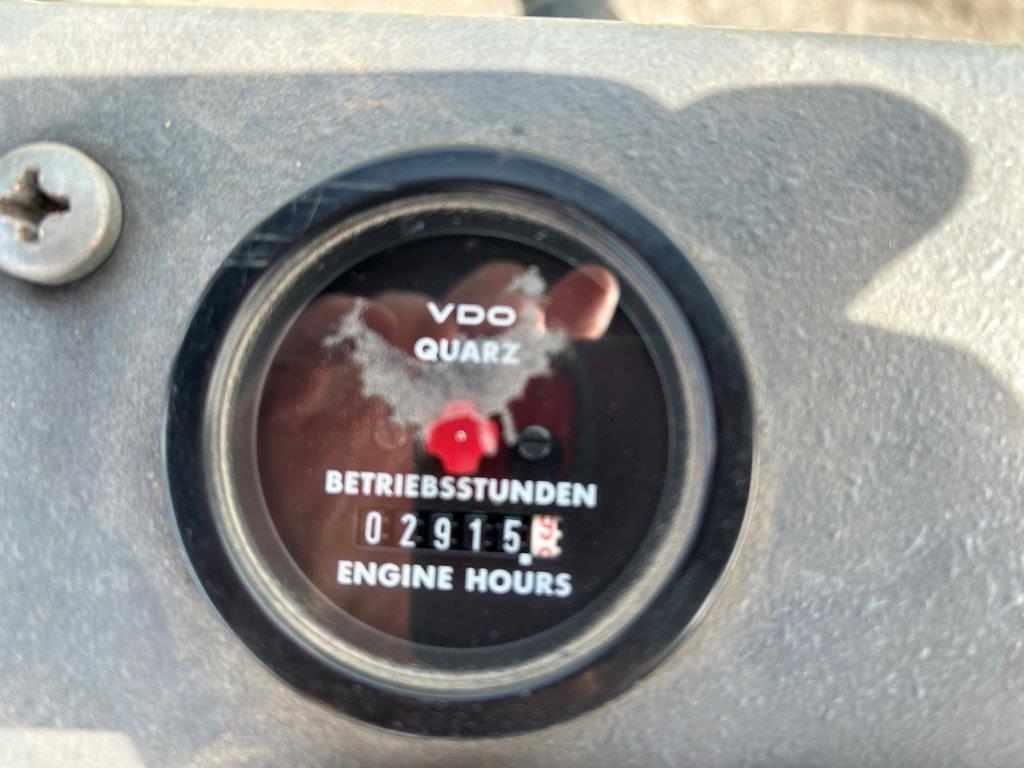 VDO
QUARZ
BETRIEBSSTUNDEN
02915.
ENGINE HOURS